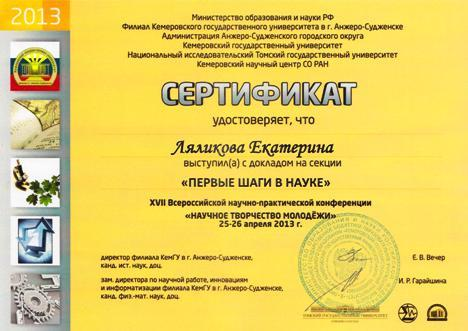 2013
Министерство образования и науки РФ
Филиал Кемеровского государственного университета в г. Анжеро-Судженске
Администрация Анжеро-Судженского городского округа
Кемеровский государственный университет
Национальный исследовательский Томский государственный университет
Кемеровский научный центр СО РАН
СЕРТИФИКАТ
удостоверяет, что
Ляликова Екатерина
выступил(а) с докладом на секции
«ПЕРВЫЕ ШАГИ В НАУКЕ»
XVII Всероссийской научно-практической конференции
«НАУЧНОЕ ТВОРЧЕСТВО МОЛОДЁЖИ»
25-26 апреля 2013 г.
директор филиала КемГУ в г. Анжеро-Судженске,
канд. ист. наук, доц.
Е. В. Вечер
зам. директора по научной работе, инновациям
и информатизации филиала КемГУ в г. Анжеро-Судженске,
канд. физ.-мат. наук, доц.
И. Р. Гарайшина